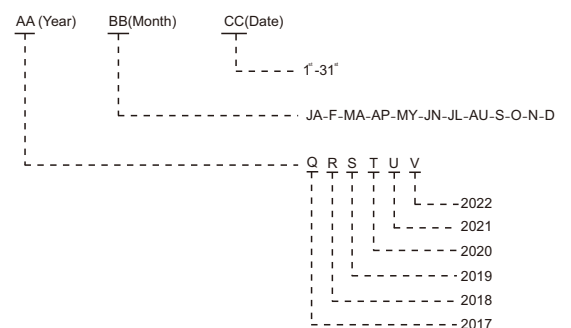 AA (Year) BB(Month) CC(Date)
1st-31st
JA-F-MA-AP-MY-JN-JL-AU-S-O-N-D
Q R S T U V
2022
2021
2020
2019
2018
2017